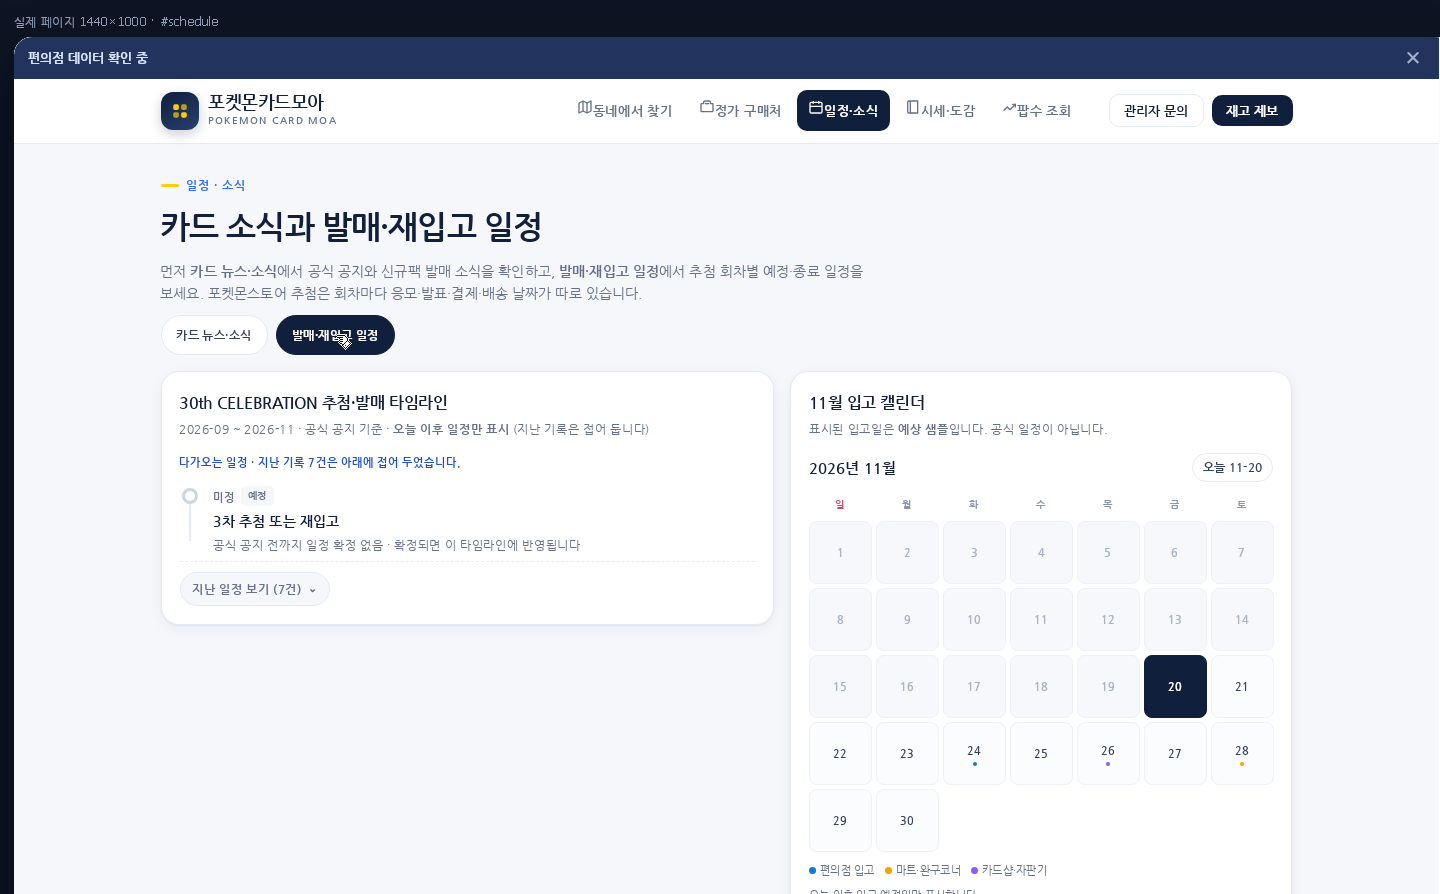 실제 페이지 1440×1000 · #schedule
편의점 데이터 확인 중
포켓몬카드모아
POKEMON CARD MOA
동네에서 찾기
정가 구매처
일정·소식
시세·도감
팝수 조회
관리자 문의
재고 제보
일정 · 소식
카드 소식과 발매·재입고 일정
먼저 카드 뉴스·소식에서 공식 공지와 신규팩 발매 소식을 확인하고, 발매·재입고 일정에서 추첨 회차별 예정·종료 일정을
보세요. 포켓몬스토어 추첨은 회차마다 응모·발표·결제·배송 날짜가 따로 있습니다.
카드 뉴스·소식
발매·재입고 일정
30th CELEBRATION 추첨·발매 타임라인
2026-09 ~ 2026-11 · 공식 공지 기준 · 오늘 이후 일정만 표시 (지난 기록은 접어 둡니다)
다가오는 일정 · 지난 기록 7건은 아래에 접어 두었습니다.
미정 예정
3차 추첨 또는 재입고
공식 공지 전까지 일정 확정 없음 · 확정되면 이 타임라인에 반영됩니다
지난 일정 보기 (7건)
11월 입고 캘린더
표시된 입고일은 예상 샘플입니다. 공식 일정이 아닙니다.
2026년 11월
오늘 11-20
일 월 화 수 목 금 토
1 2 3 4 5 6 7
8 9 10 11 12 13 14
15 16 17 18 19 20 21
22 23 24 25 26 27 28
29 30
편의점 입고 마트·완구코너 카드샵·자판기
오늘 이후 입고 예정일만 표시합니다